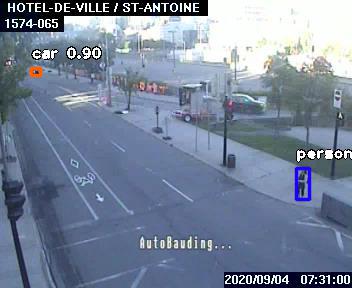 HOTEL-DE-VILLE / ST-ANTOINE
1574-065
car 0.90
person
AutoBauding...
2020/09/04 07:31:00